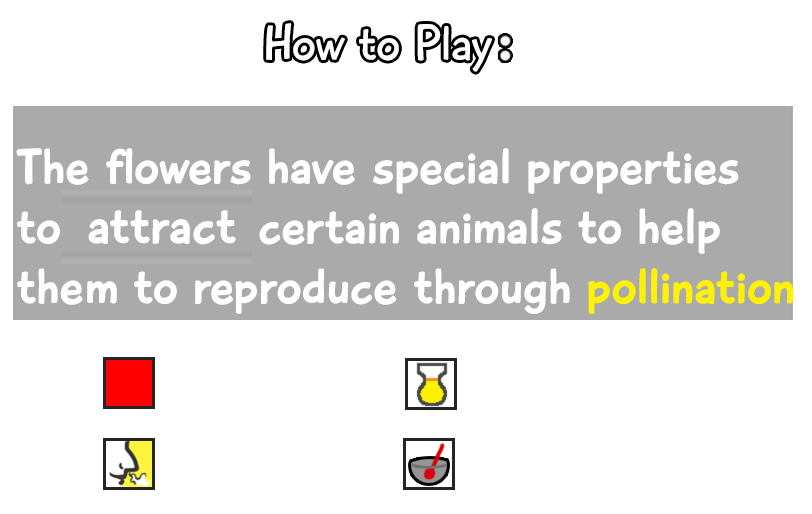 How to Play:
The flowers have special properties
to attract certain animals to help
them to reproduce through pollination